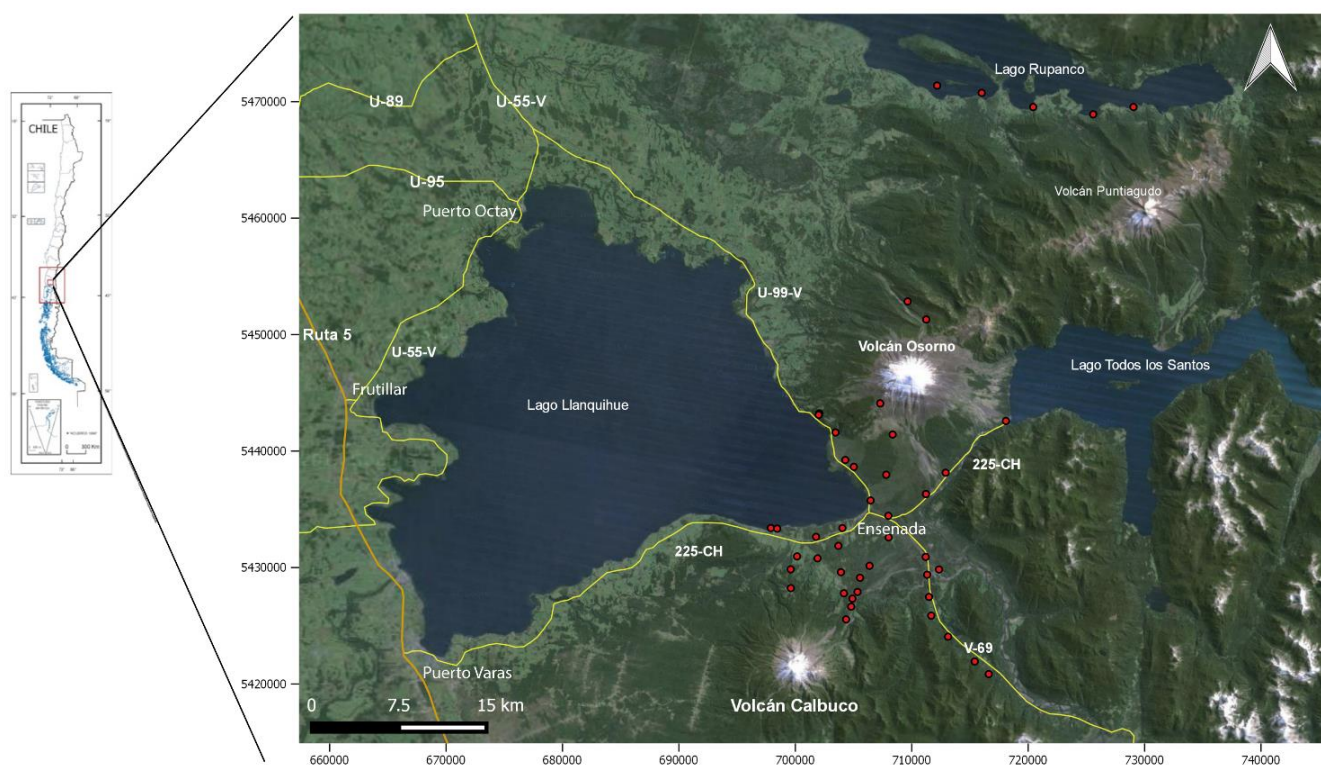 CHILE
5470000
5460000
5450000
5440000
5430000
5420000
Lago Rupanco
U-89
U-55-V
U-95
Puerto Octay
Volcán Puntiagudo
U-99-V
Ruta 5
U-55-V
Volcán Osorno
Lago Todos los Santos
Frutillar
Lago Llanquihue
225-CH
Ensenada
225-CH
V-69
Puerto Varas
Volcán Calbuco
0 7.5 15 km
660000 670000 680000 690000 700000 710000 720000 730000 740000